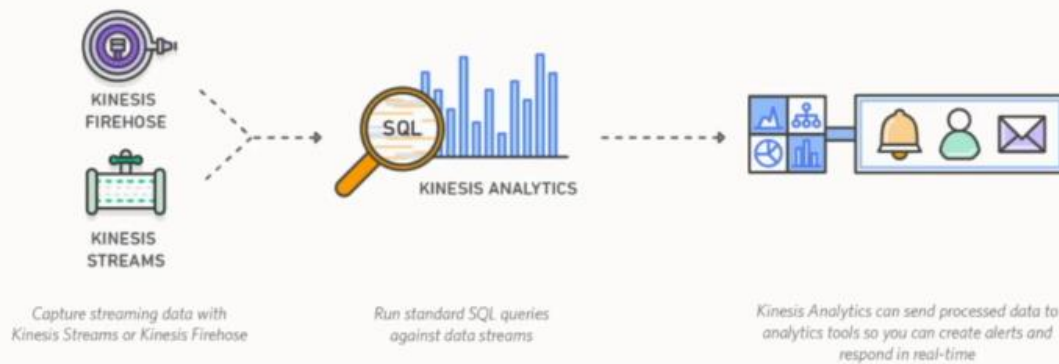 KINESIS
FIREHOSE
SQL
KINESIS ANALYTICS
KINESIS
STREAMS
Capture streaming data with
Kinesis Streams or Kinesis Firehose
Run standard SQL queries
against data streams
Kinesis Analytics can send processed data to
analytics tools so you can create alerts and
respond in real-time